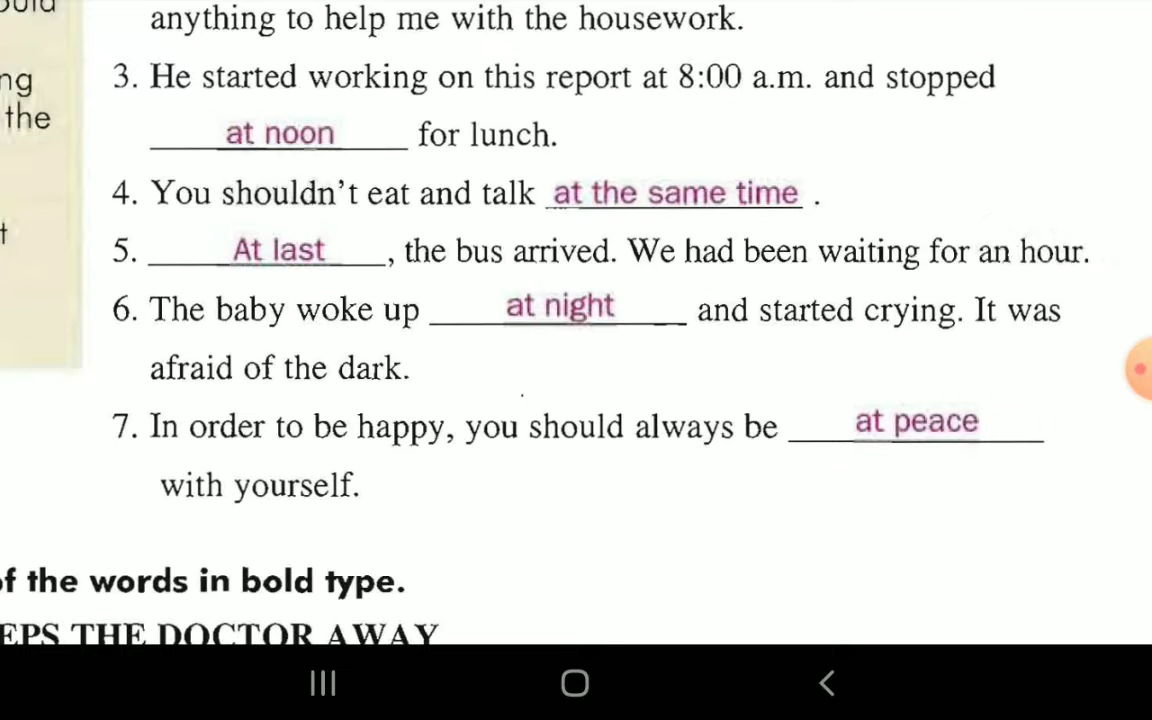 anything to help me with the housework.
3. He started working on this report at 8:00 a.m. and stopped
at noon for lunch.
ng
the
4. You shouldn't eat and talk at the same time .
5. At last, the bus arrived. We had been waiting for an hour.
6. The baby woke up at night and started crying. It was
afraid of the dark.
7. In order to be happy, you should always be at peace
with yourself.
of the words in bold type.
EPS THE DOCTOR AWAY